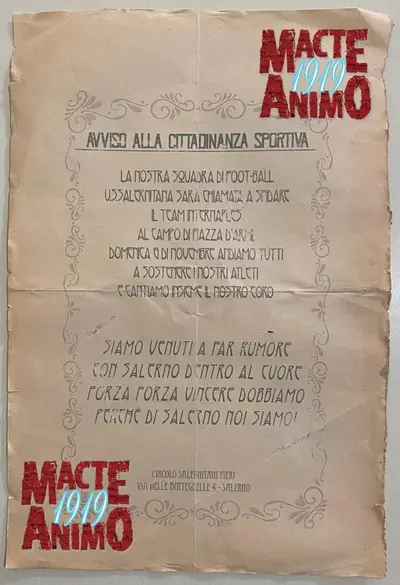 MACTE
1919
ANIMO
AVVISO ALLA CITTADINANZA SPORTIVA
LA NOSTRA SQUADRA DI FOOT-BALL
U.S.SALERNITANA SARÀ CHIAMATA A SFIDARE
IL TEAM INTERNAPLES
AL CAMPO DI PIAZZA D'ARMI
DOMENICA 9 DI NOVEMBRE ANDIAMO TUTTI
A SOSTENERE I NOSTRI ATLETI
E CANTIAMO INSIEME IL NOSTRO CORO
SIAMO VENUTI A FAR RUMORE
CON SALERNO DENTRO AL CUORE
FORZA FORZA VINCERE DOBBIAMO
PERCHÈ DI SALERNO NOI SIAMO!
CIRCOLO SALERNITANI FIERI
VIA DELLE BOTTEGHELLE 4 - SALERNO
MACTE
1919
ANIMO